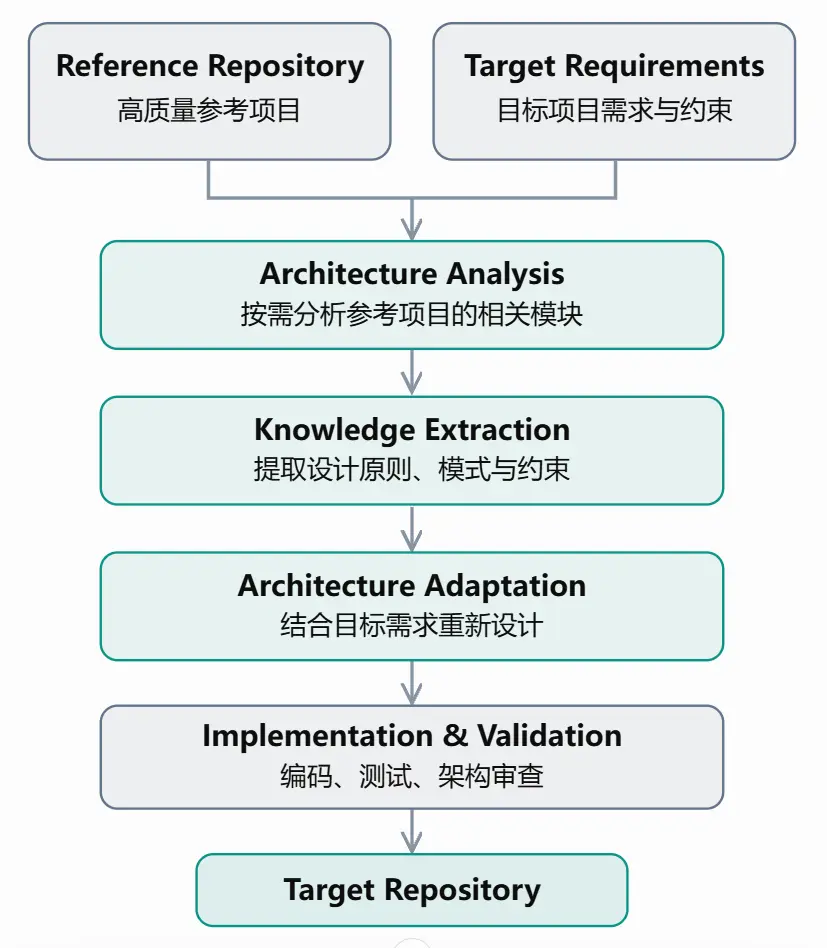 Reference Repository
高质量参考项目
Target Requirements
目标项目需求与约束
Architecture Analysis
按需分析参考项目的相关模块
Knowledge Extraction
提取设计原则、模式与约束
Architecture Adaptation
结合目标需求重新设计
Implementation & Validation
编码、测试、架构审查
Target Repository